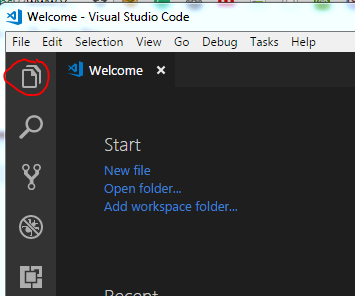 Welcome - Visual Studio Code
File Edit Selection View Go Debug Tasks Help
Welcome
Start
New file
Open folder...
Add workspace folder...
Recent